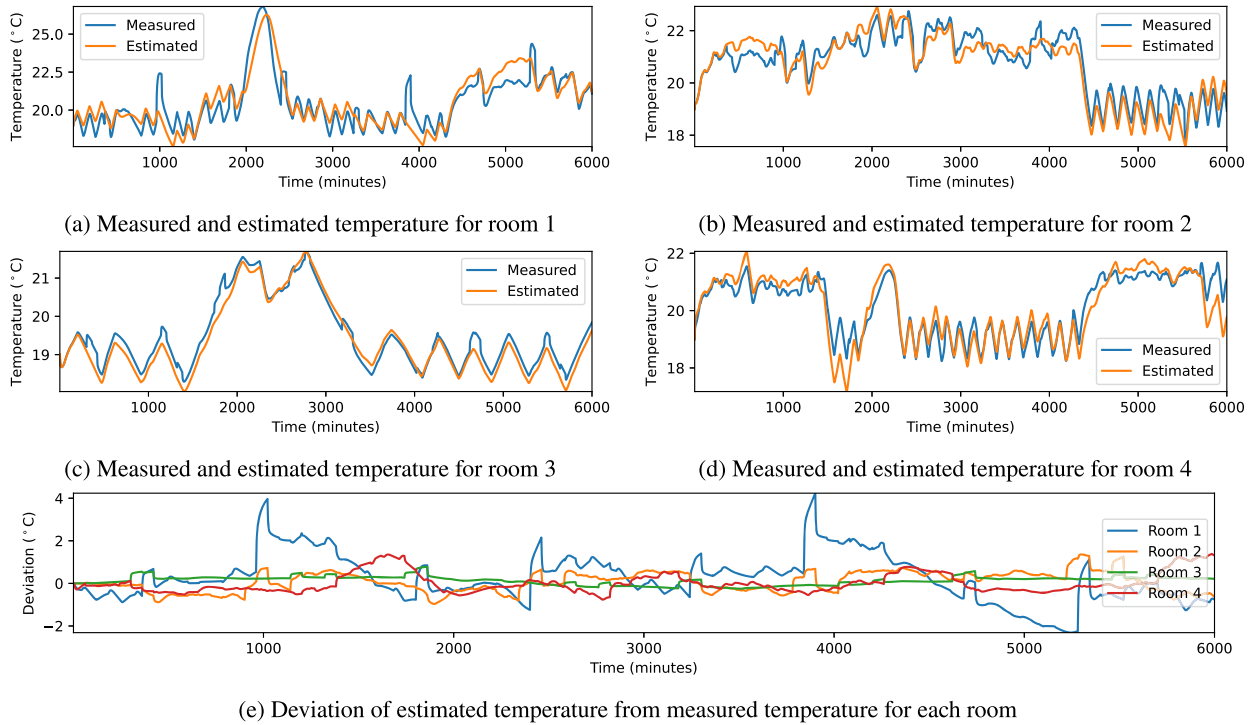 Temperature (°C)
25.0
22.5
20.0
Measured
Estimated
1000 2000 3000 4000 5000 6000
Time (minutes)
(a) Measured and estimated temperature for room 1
Temperature (°C)
22
20
18
Measured
Estimated
1000 2000 3000 4000 5000 6000
Time (minutes)
(b) Measured and estimated temperature for room 2
Temperature (°C)
21
20
19
Measured
Estimated
1000 2000 3000 4000 5000 6000
Time (minutes)
(c) Measured and estimated temperature for room 3
Temperature (°C)
22
20
18
Measured
Estimated
1000 2000 3000 4000 5000 6000
Time (minutes)
(d) Measured and estimated temperature for room 4
Deviation (°C)
4
2
0
−2
Room 1
Room 2
Room 3
Room 4
1000 2000 3000 4000 5000 6000
Time (minutes)
(e) Deviation of estimated temperature from measured temperature for each room